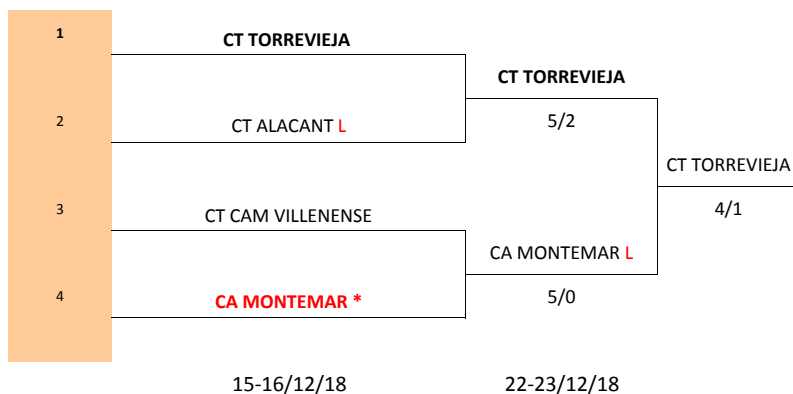 1
CT TORREVIEJA
CT TORREVIEJA
2
CT ALACANT L
5/2
CT TORREVIEJA
3
CT CAM VILLENENSE
4/1
CA MONTEMAR L
4
CA MONTEMAR *
5/0
15-16/12/18
22-23/12/18